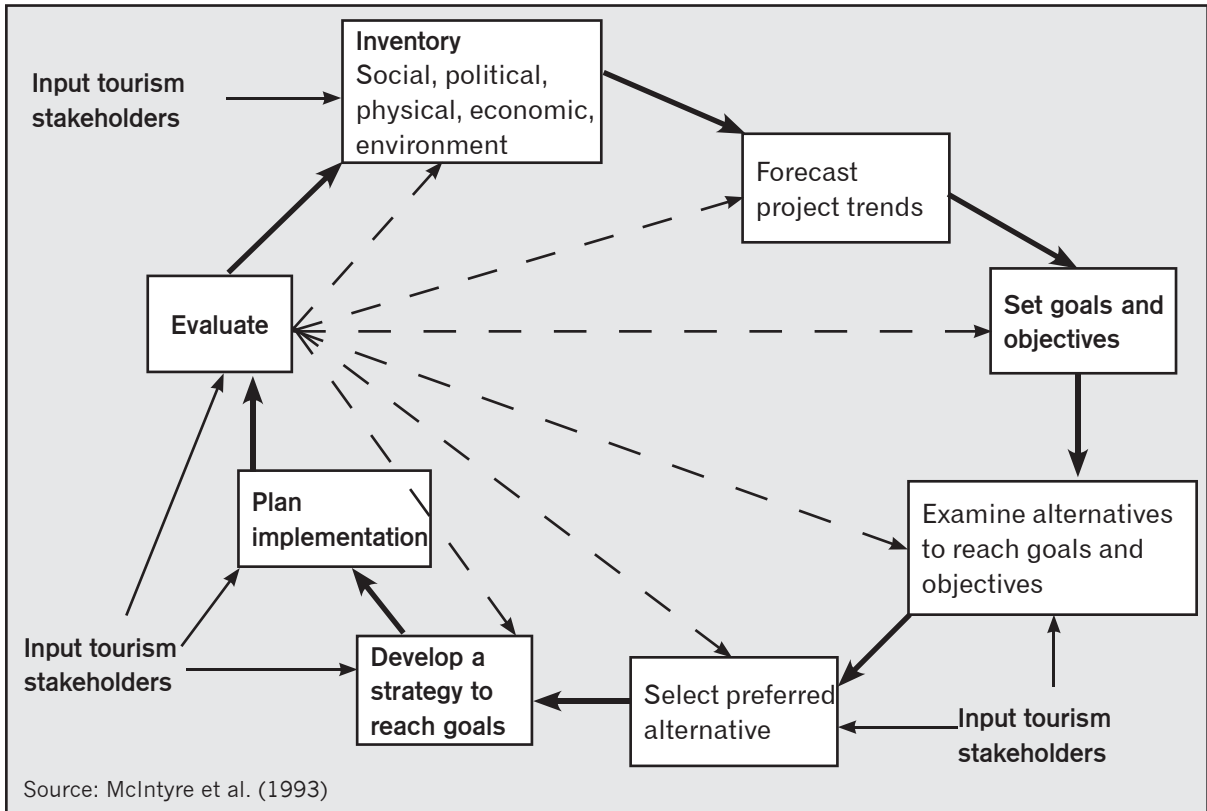 Inventory
Social, political,
physical, economic,
environment
Input tourism
stakeholders
Forecast
project trends
Set goals and
objectives
Evaluate
Examine alternatives
to reach goals and
objectives
Plan
implementation
Input tourism
stakeholders
Develop a
strategy to
reach goals
Select preferred
alternative
Input tourism
stakeholders
Source: McIntyre et al. (1993)